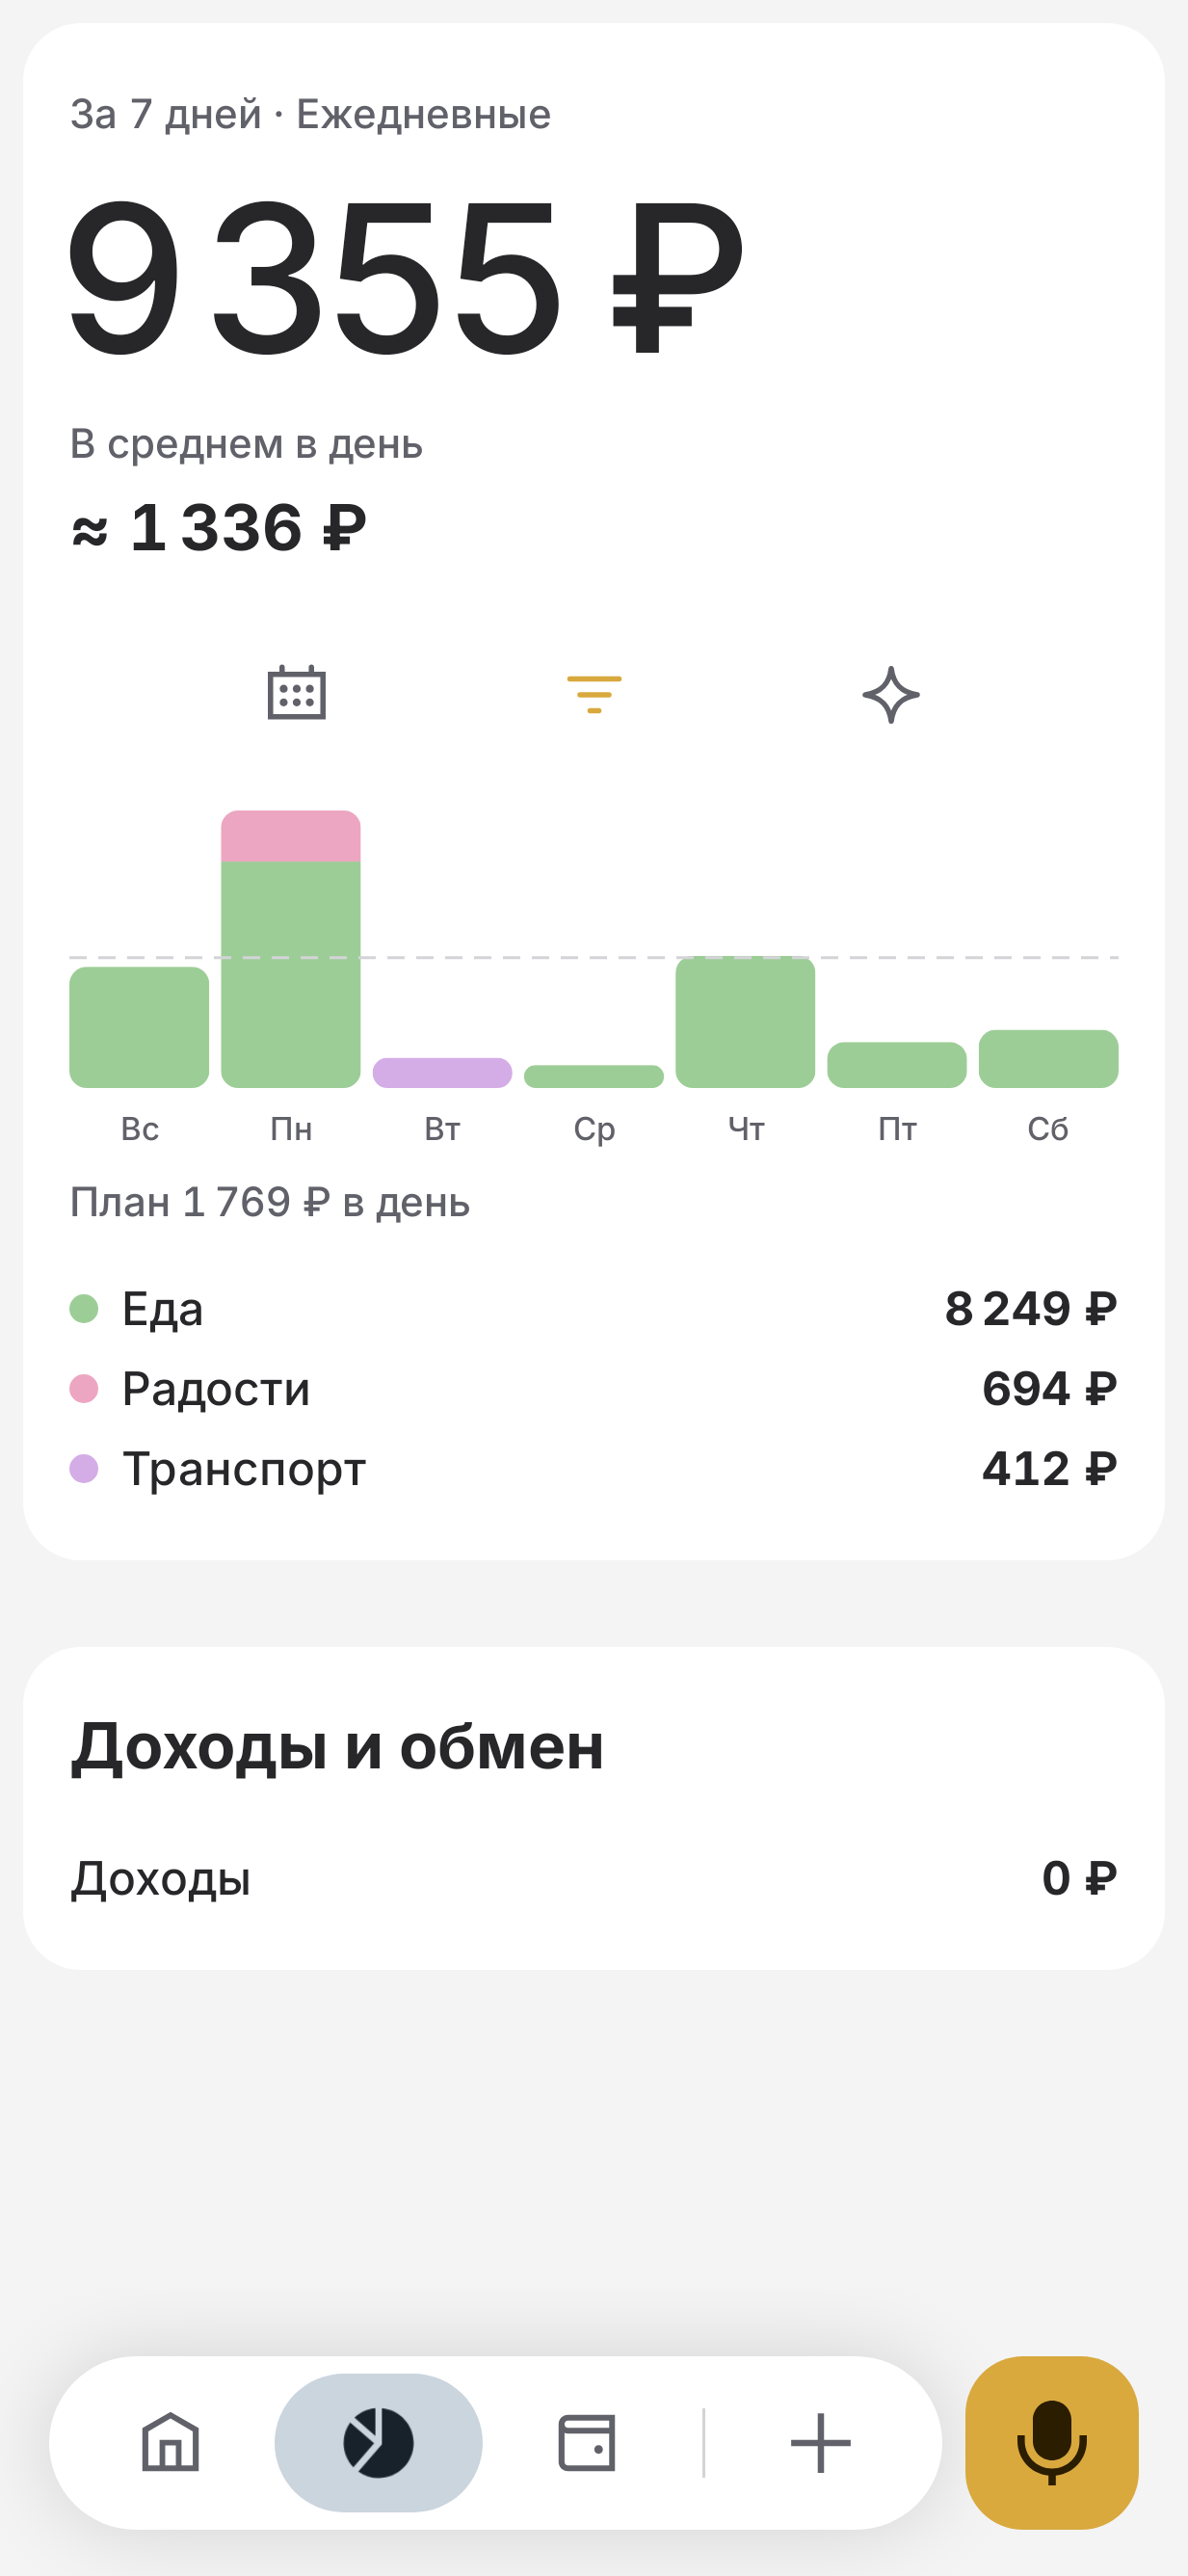 За 7 дней · Ежедневные
9 355 ₽
В среднем в день
≈ 1 336 ₽
Вс Пн Вт Ср Чт Пт Сб
План 1 769 ₽ в день
Еда 8 249 ₽
Радости 694 ₽
Транспорт 412 ₽
Доходы и обмен
Доходы 0 ₽